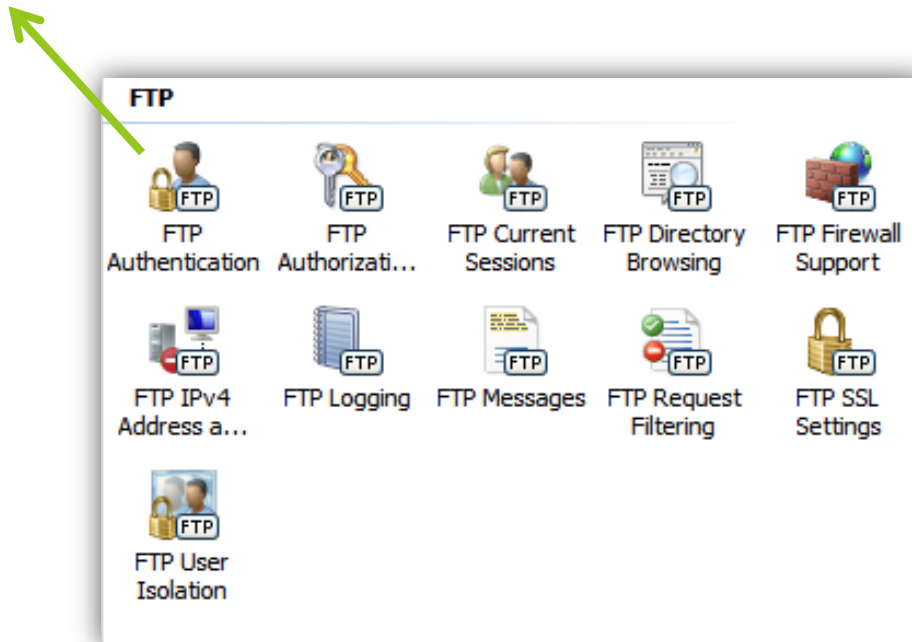 FTP
FTP FTP FTP FTP FTP
FTP FTP FTP Current FTP Directory FTP Firewall
Authentication Authorizati... Sessions Browsing Support
FTP FTP FTP FTP FTP
FTP IPv4 FTP Logging FTP Messages FTP Request FTP SSL
Address a... Filtering Settings
FTP
FTP User
Isolation